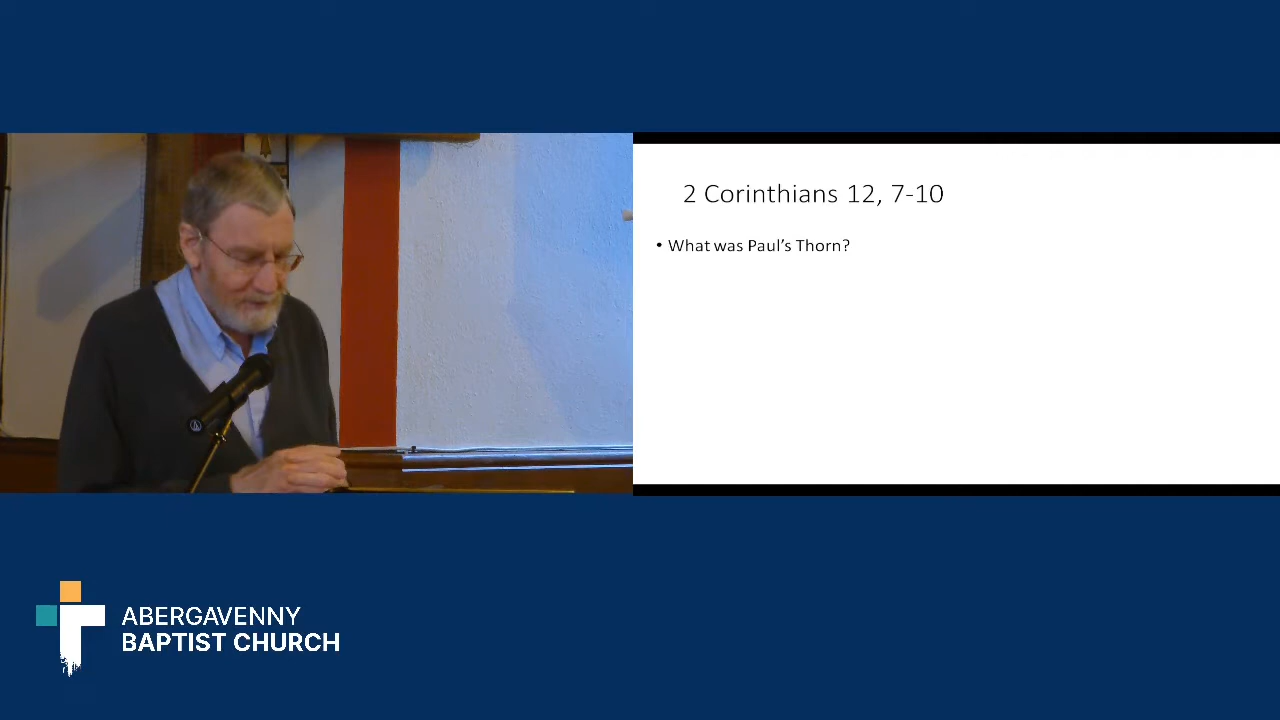 2 Corinthians 12, 7-10
• What was Paul's Thorn?
ABERGAVENNY
BAPTIST CHURCH